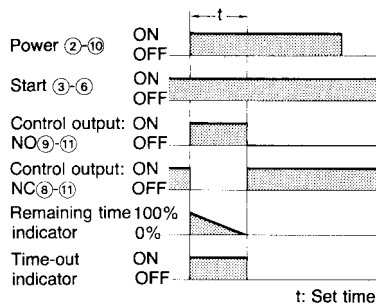 t
Power ②-⑩ ON
OFF
Start ③-⑥ ON
OFF
Control output: ON
NO⑨-⑪ OFF
Control output: ON
NC⑧-⑪ OFF
Remaining time 100%
indicator 0%
Time-out ON
indicator OFF
t: Set time